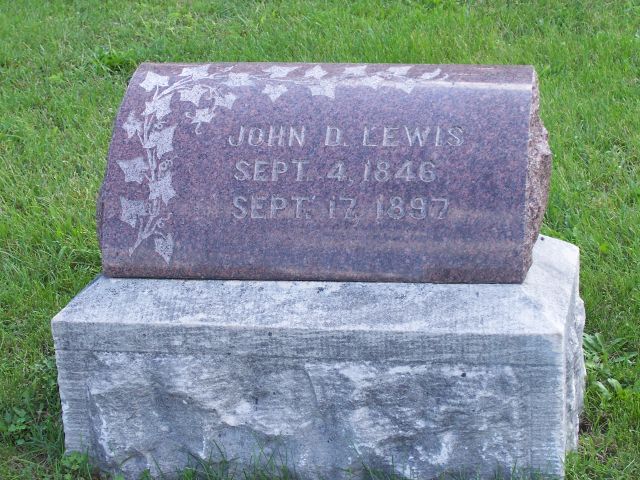 JOHN D. LEWIS
SEPT. 4, 1846
SEPT. 17, 1897